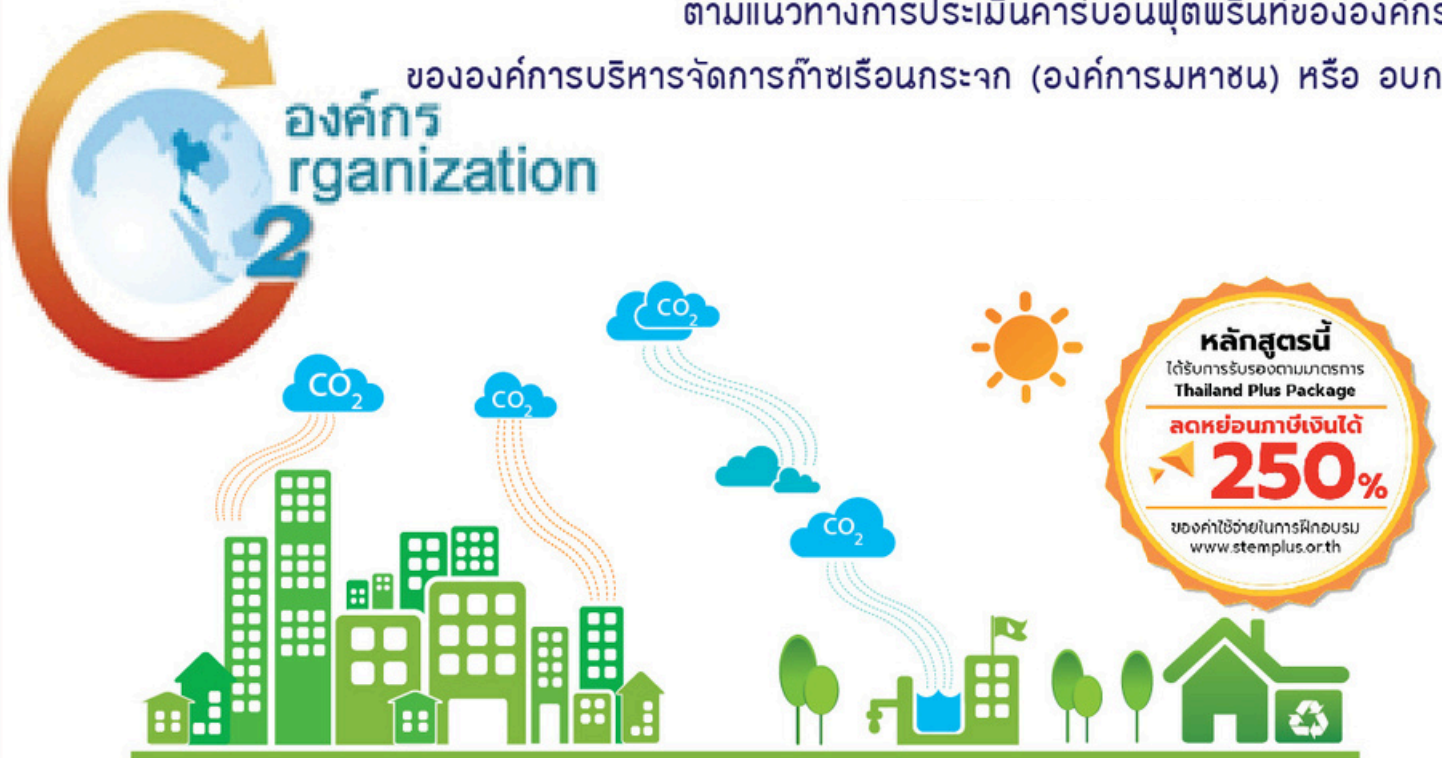 ตามแนวทางการประเมินคาร์บอนฟุตพริ้นท์ขององค์กร
ขององค์การบริหารจัดการก๊าซเรือนกระจก (องค์การมหาชน) หรือ อบก
องค์กร
rganization
2
CO2
CO2
CO2
CO2
หลักสูตรนี้
ได้รับการรับรองตามมาตรการ
Thailand Plus Package
ลดหย่อนภาษีเงินได้
250%
ของค่าใช้จ่ายในการฝึกอบรม
www.stemplus.or.th